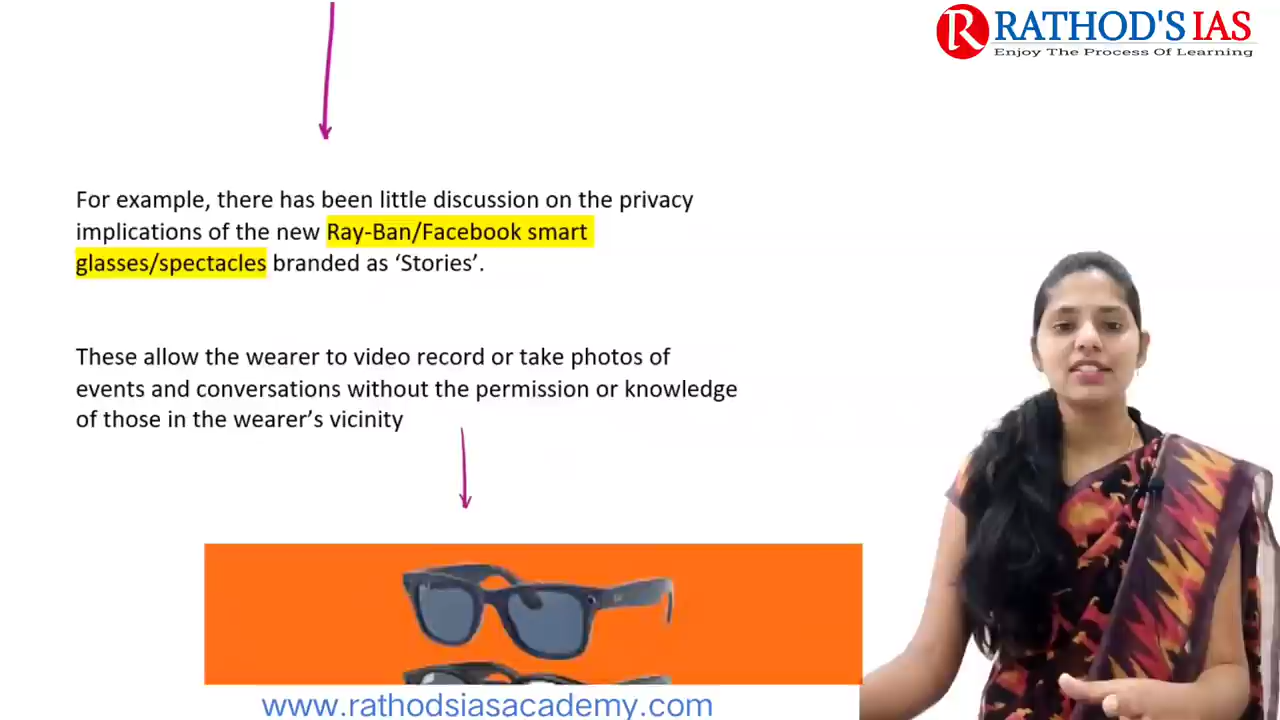 R RATHOD'S IAS
Enjoy The Process Of Learning
For example, there has been little discussion on the privacy
implications of the new Ray-Ban/Facebook smart
glasses/spectacles branded as ‘Stories’.
These allow the wearer to video record or take photos of
events and conversations without the permission or knowledge
of those in the wearer’s vicinity
www.rathodsiasacademy.com